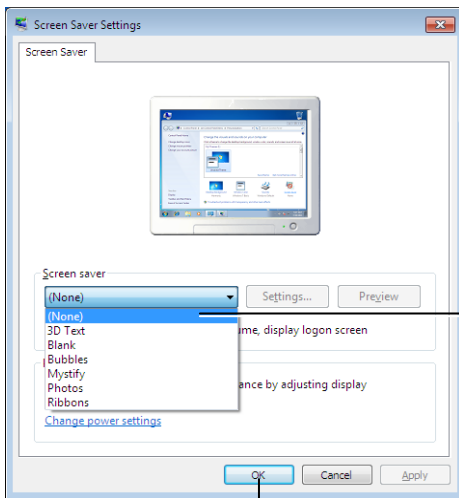 Screen Saver Settings
Screen Saver
Screen saver
(None) Settings... Preview
(None)
3D Text ume, display logon screen
Blank
Bubbles
Mystify
Photos ance by adjusting display
Ribbons
Change power settings
OK Cancel Apply